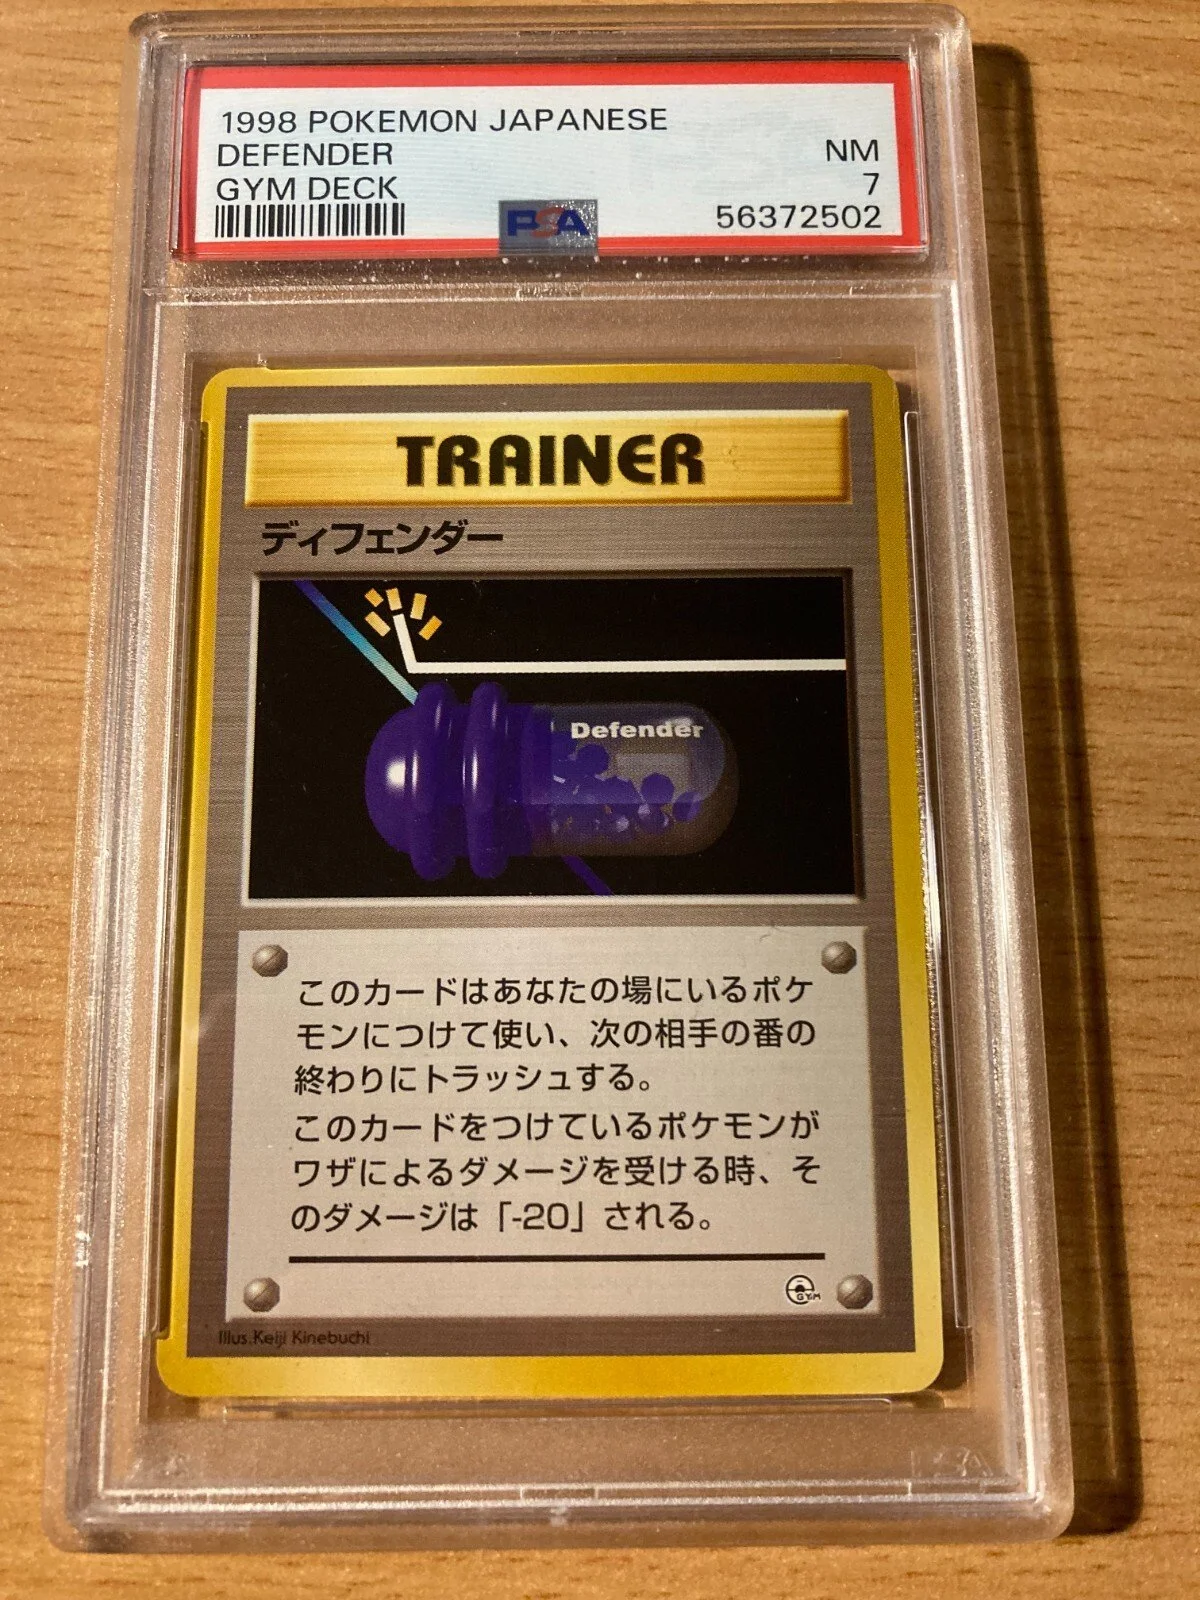 1998 POKEMON JAPANESE
DEFENDER NM
GYM DECK 7
PSA 56372502
TRAINER
ディフェンダー
Defender
このカードはあなたの場にいるポケ
モンにつけて使い、次の相手の番の
終わりにトラッシュする。
このカードをつけているポケモンが
ワザによるダメージを受ける時、そ
のダメージは「-20」される。
GYM
Illus.Keiji Kinebuchi